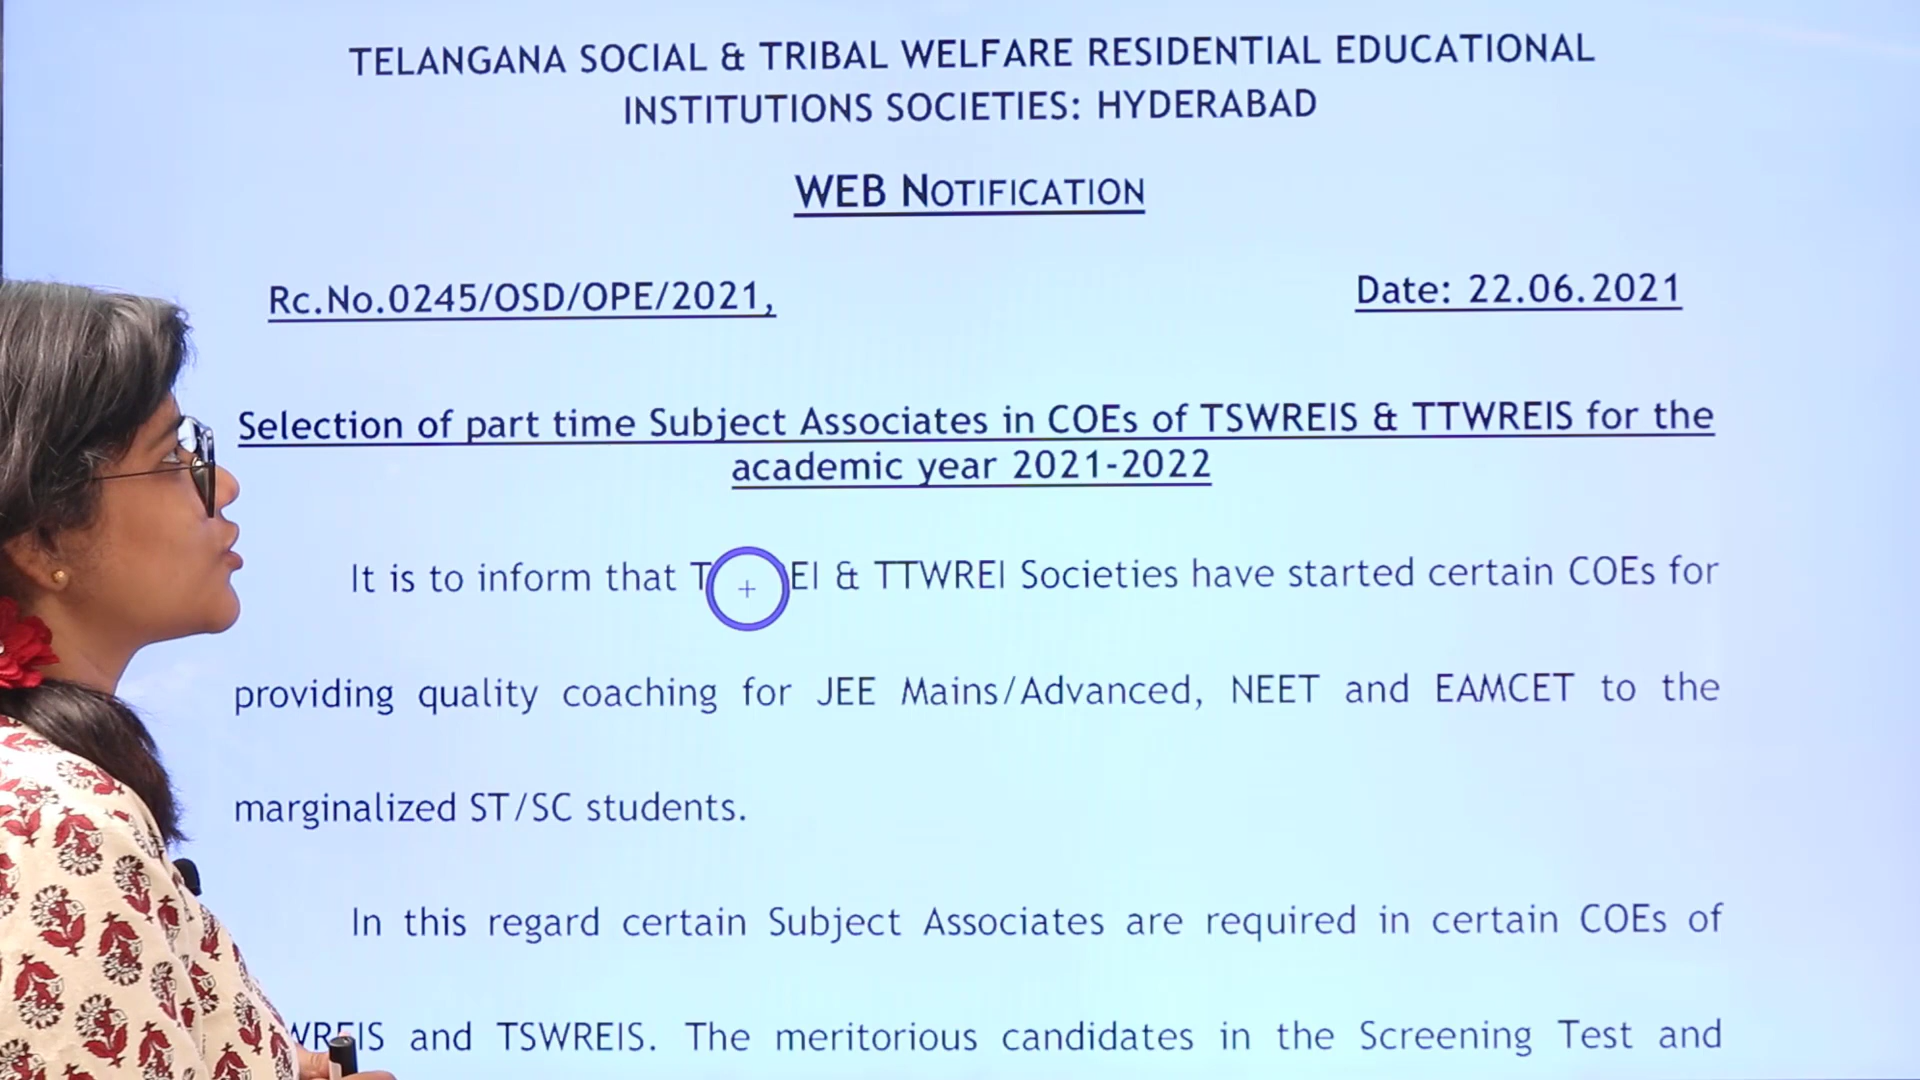 TELANGANA SOCIAL & TRIBAL WELFARE RESIDENTIAL EDUCATIONAL
INSTITUTIONS SOCIETIES: HYDERABAD
WEB NOTIFICATION
Rc.No.0245/OSD/OPE/2021,
Date: 22.06.2021
Selection of part time Subject Associates in COEs of TSWREIS & TTWREIS for the
academic year 2021-2022
It is to inform that & TTWREI Societies have started certain COEs for
providing quality coaching for JEE Mains/Advanced, NEET and EAMCET to the
marginalized ST/SC students.
In this regard certain Subject Associates are required in certain COEs of
and TSWREIS. The meritorious candidates in the Screening Test and